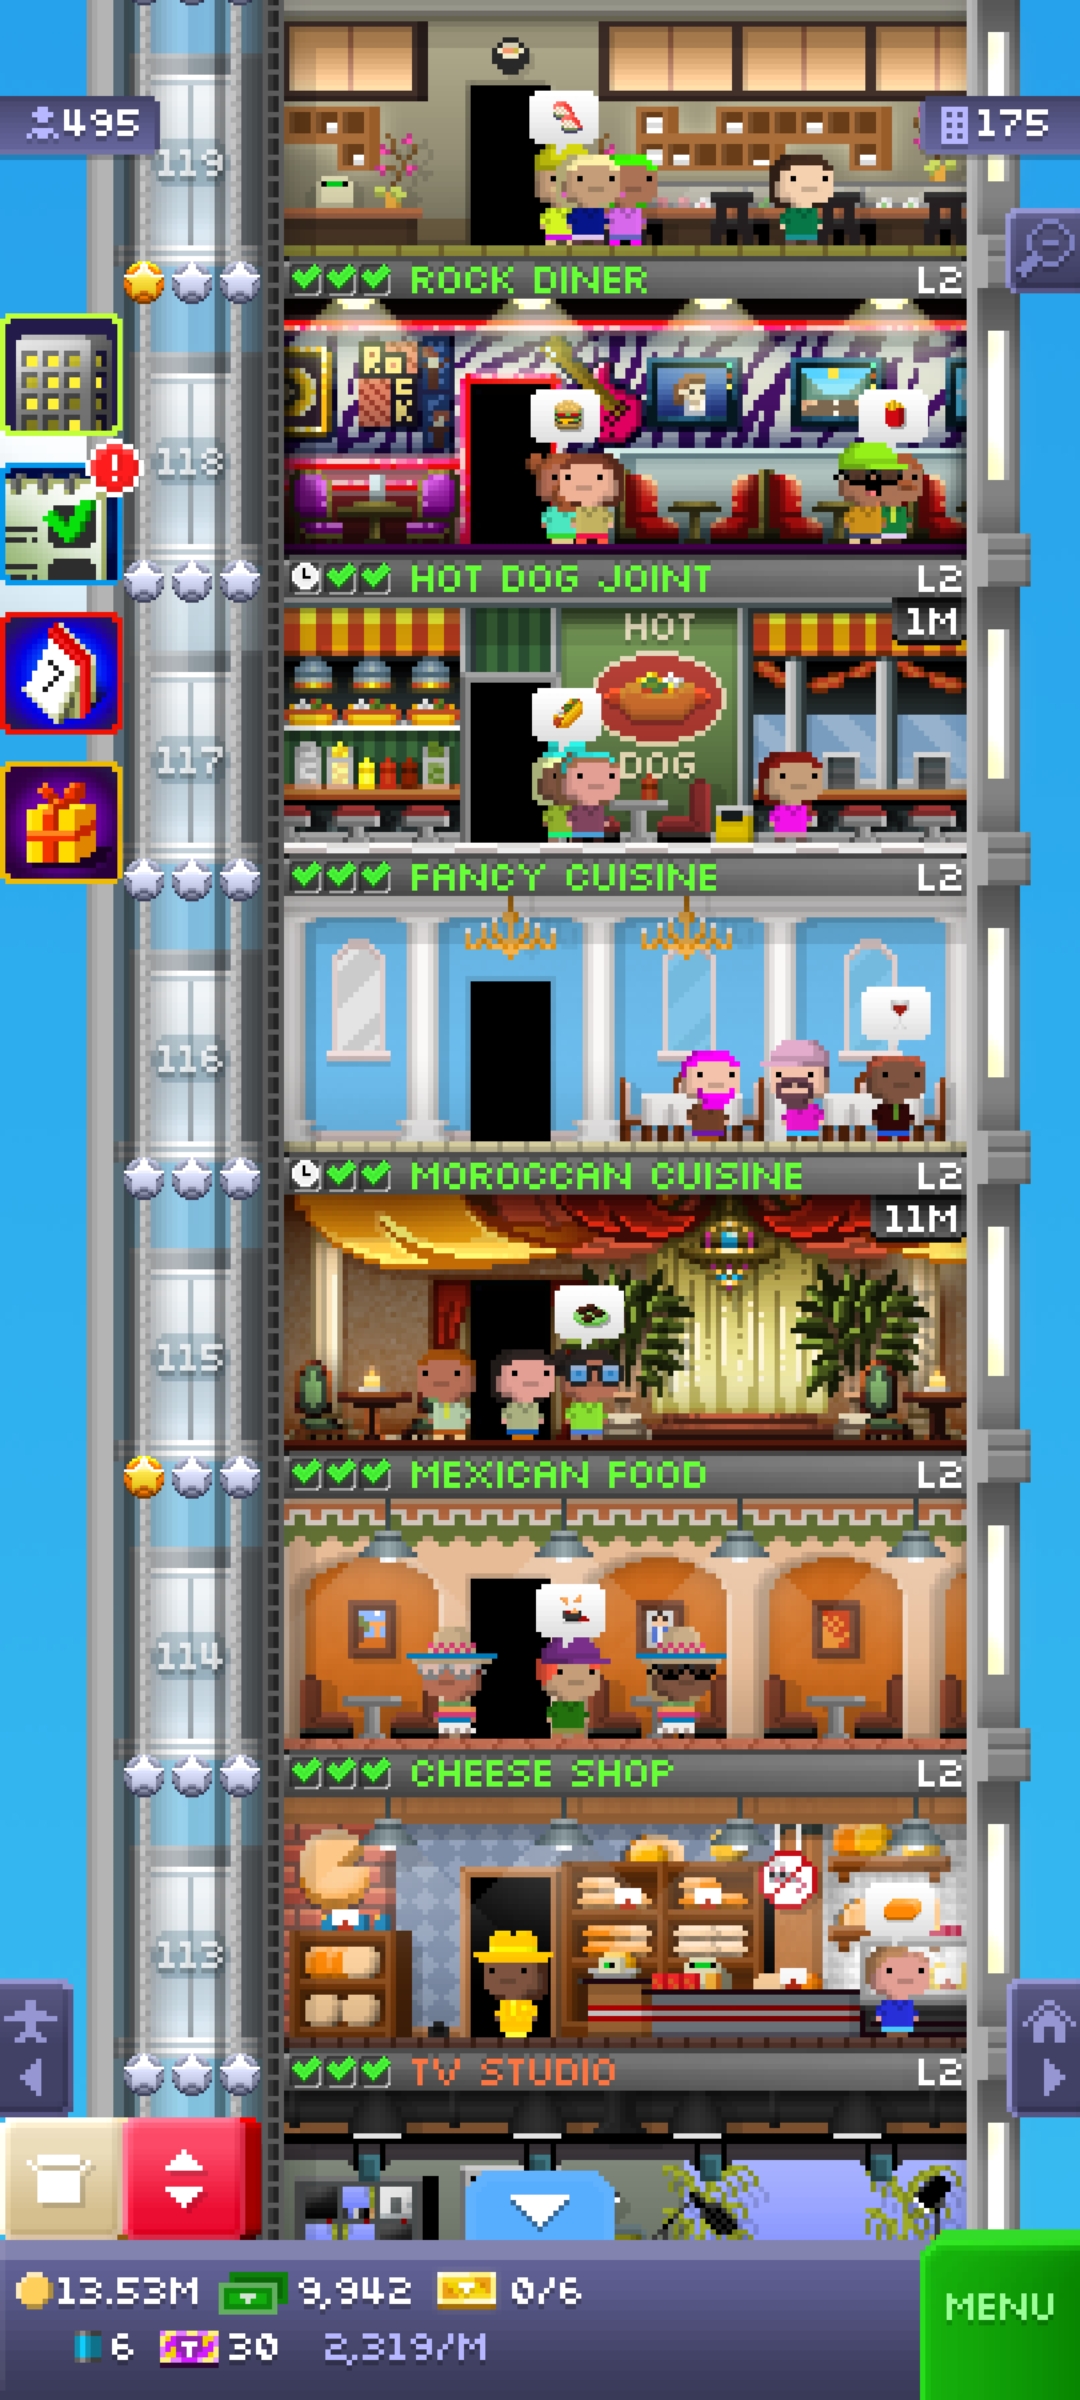 495
175
119
ROCK DINER L2
ROCK
118
HOT DOG JOINT L2
1M
HOT
DOG
117
FANCY CUISINE L2
116
MOROCCAN CUISINE L2
11M
115
MEXICAN FOOD L2
114
CHEESE SHOP L2
113
TV STUDIO L2
13.53M 9,942 0/6
6 T 30 2,319/M
MENU